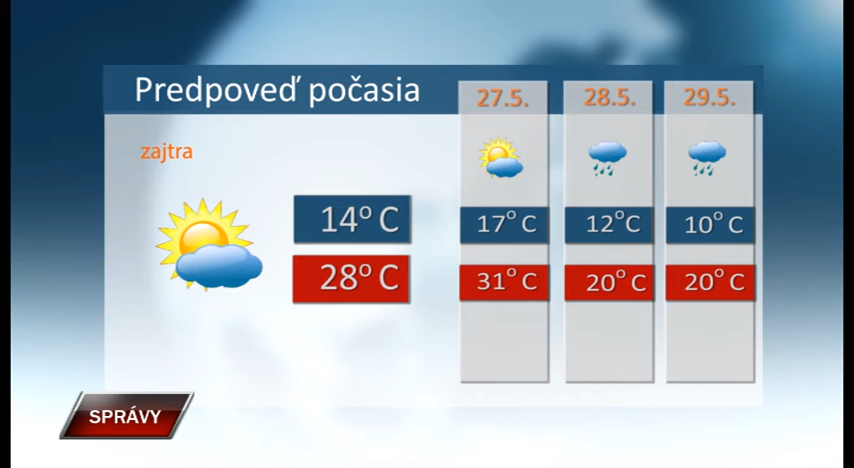 Predpoveď počasia
zajtra
14° C
28° C
27.5.
17° C
31° C
28.5.
12°C
20° C
29.5.
10° C
20° C
SPRÁVY